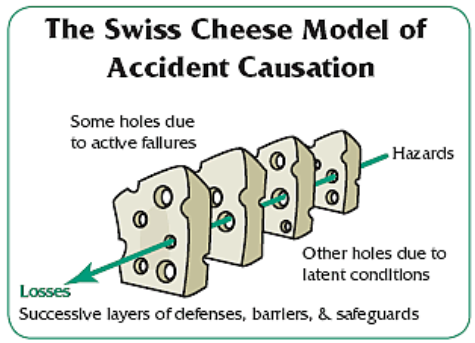 The Swiss Cheese Model of
Accident Causation
Some holes due
to active failures
Hazards
Other holes due to
latent conditions
Losses
Successive layers of defenses, barriers, & safeguards